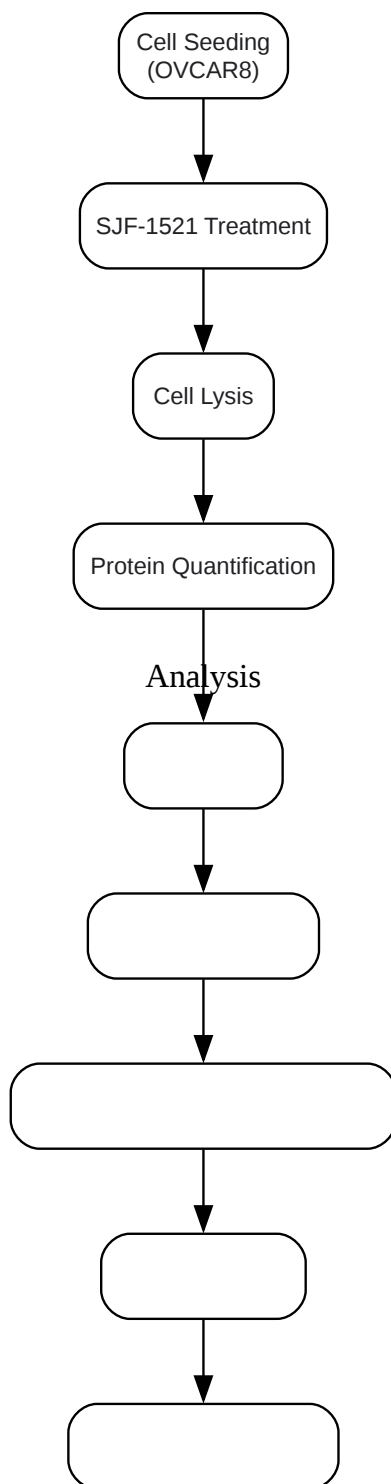 Cell Seeding
(OVCAR8)
SJF-1521 Treatment
Cell Lysis
Protein Quantification
Analysis